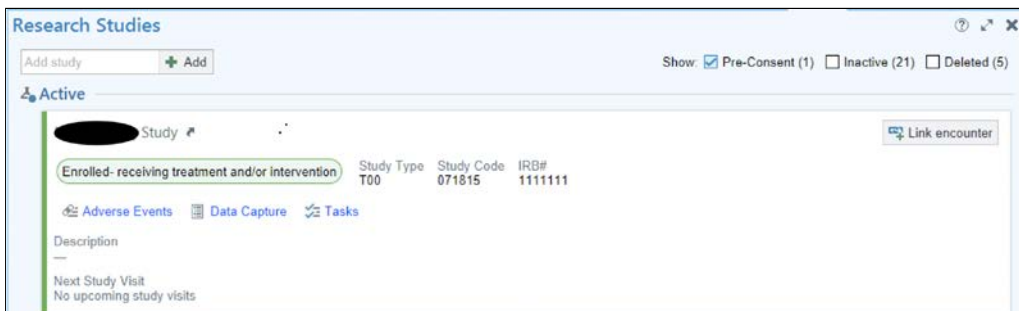 Research Studies
Add study
Add
Show: Pre-Consent (1) Inactive (21) Deleted (5)
Active
Study
Link encounter
Enrolled- receiving treatment and/or intervention
Study Type Study Code IRB#
T00 071815 1111111
Adverse Events Data Capture Tasks
Description
—
Next Study Visit
No upcoming study visits